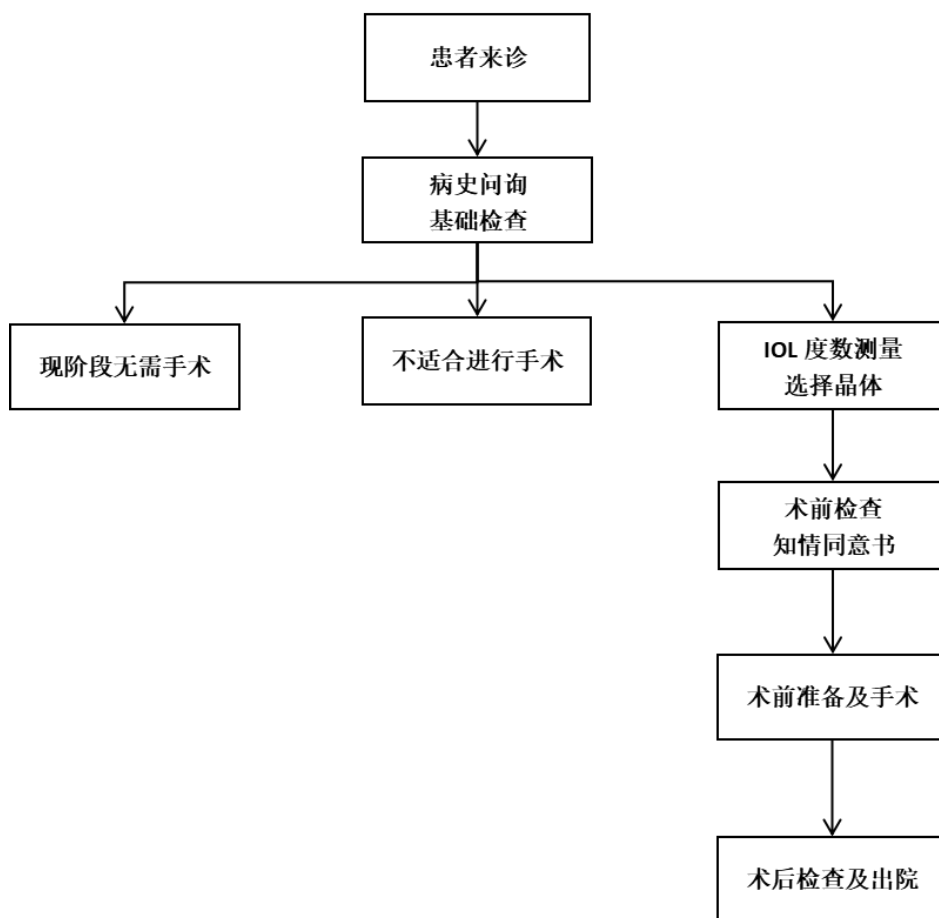 患者来诊
病史问询
基础检查
现阶段无需手术
不适合进行手术
IOL 度数测量
选择晶体
术前检查
知情同意书
术前准备及手术
术后检查及出院